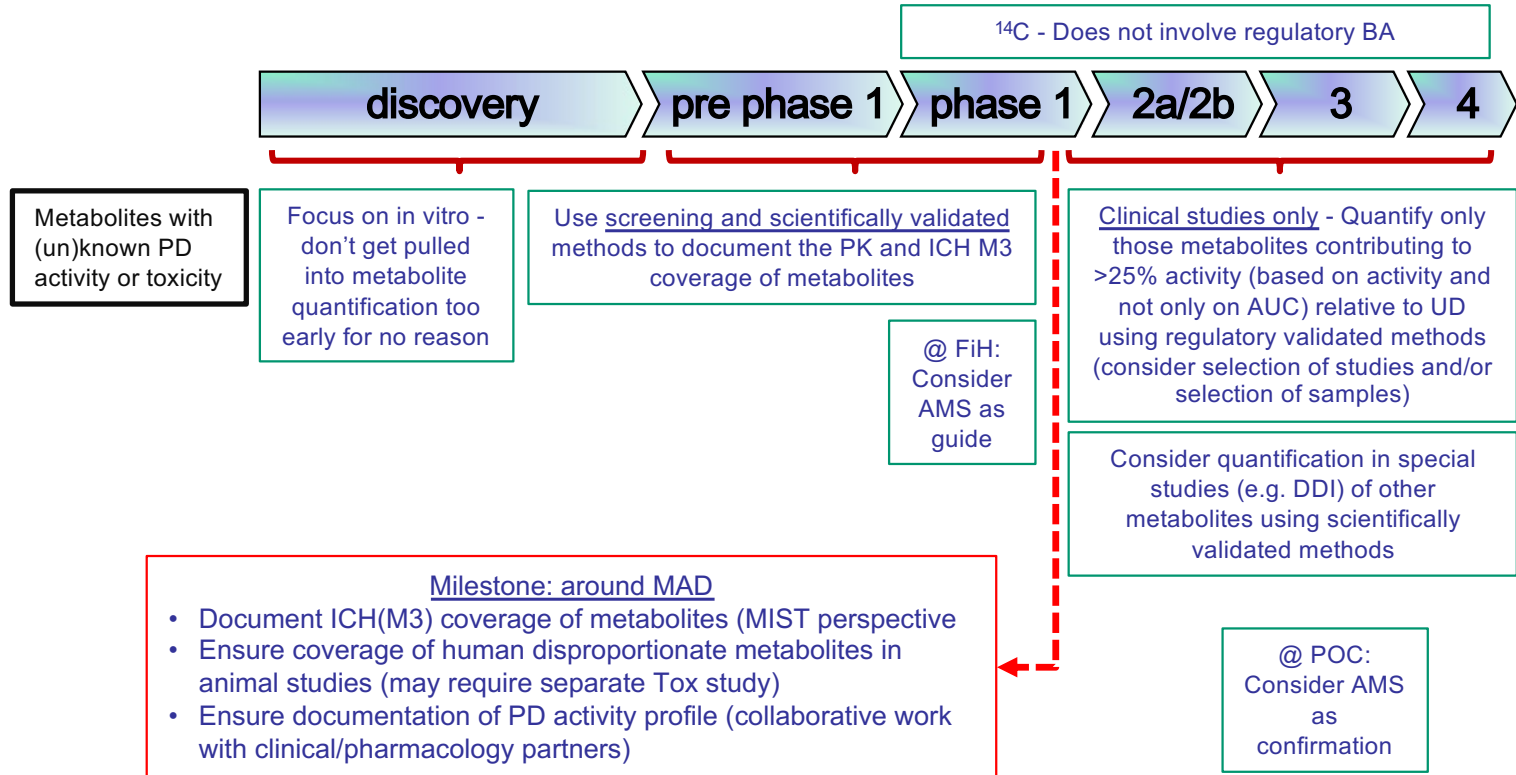 ¹⁴C - Does not involve regulatory BA
discovery
pre phase 1
phase 1
2a/2b
3
4
Metabolites with
(un)known PD
activity or toxicity
Focus on in vitro -
don’t get pulled
into metabolite
quantification too
early for no reason
Use screening and scientifically validated
methods to document the PK and ICH M3
coverage of metabolites
Clinical studies only - Quantify only
those metabolites contributing to
>25% activity (based on activity and
not only on AUC) relative to UD
using regulatory validated methods
(consider selection of studies and/or
selection of samples)
@ FiH:
Consider
AMS as
guide
Consider quantification in special
studies (e.g. DDI) of other
metabolites using scientifically
validated methods
Milestone: around MAD
• Document ICH(M3) coverage of metabolites (MIST perspective
• Ensure coverage of human disproportionate metabolites in
animal studies (may require separate Tox study)
• Ensure documentation of PD activity profile (collaborative work
with clinical/pharmacology partners)
@ POC:
Consider AMS
as
confirmation